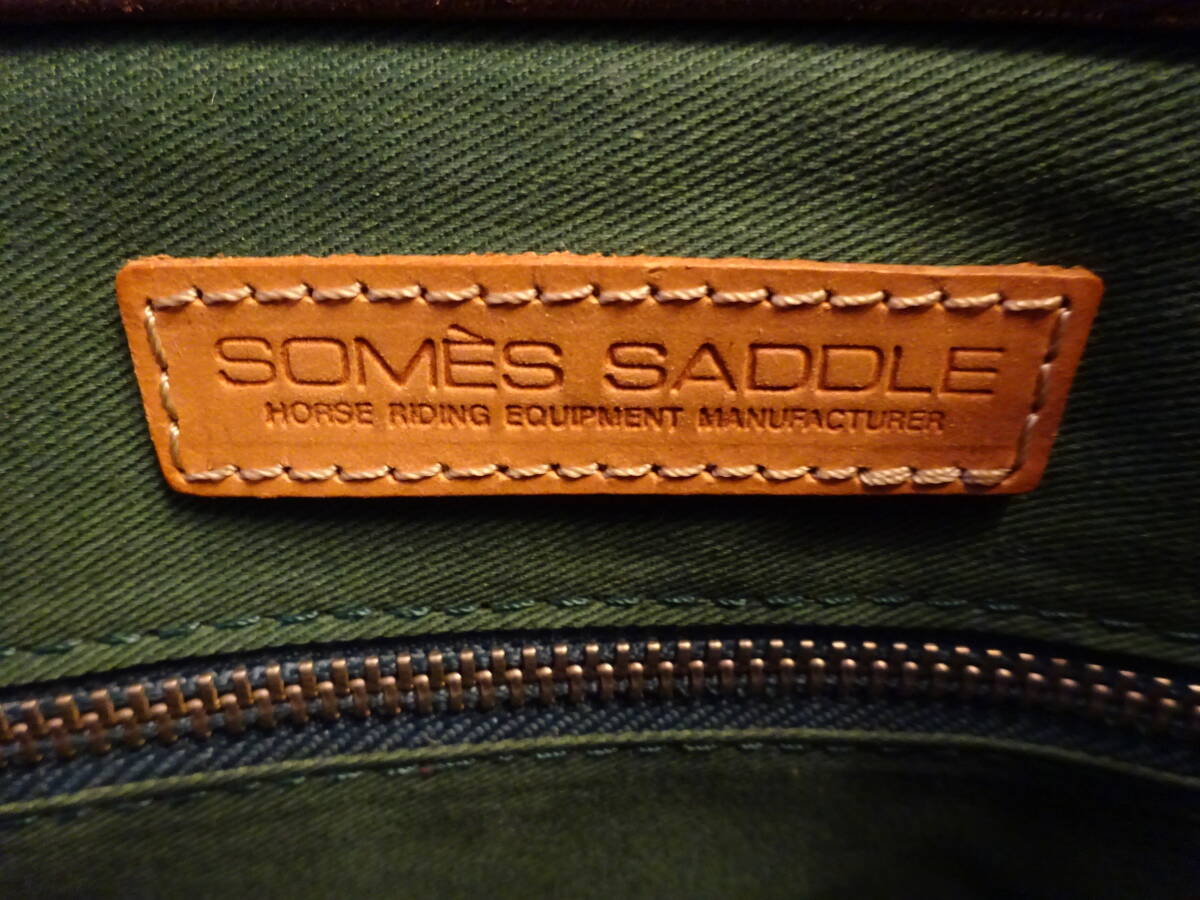 SOMÈS SADDLE
HORSE RIDING EQUIPMENT MANUFACTURER